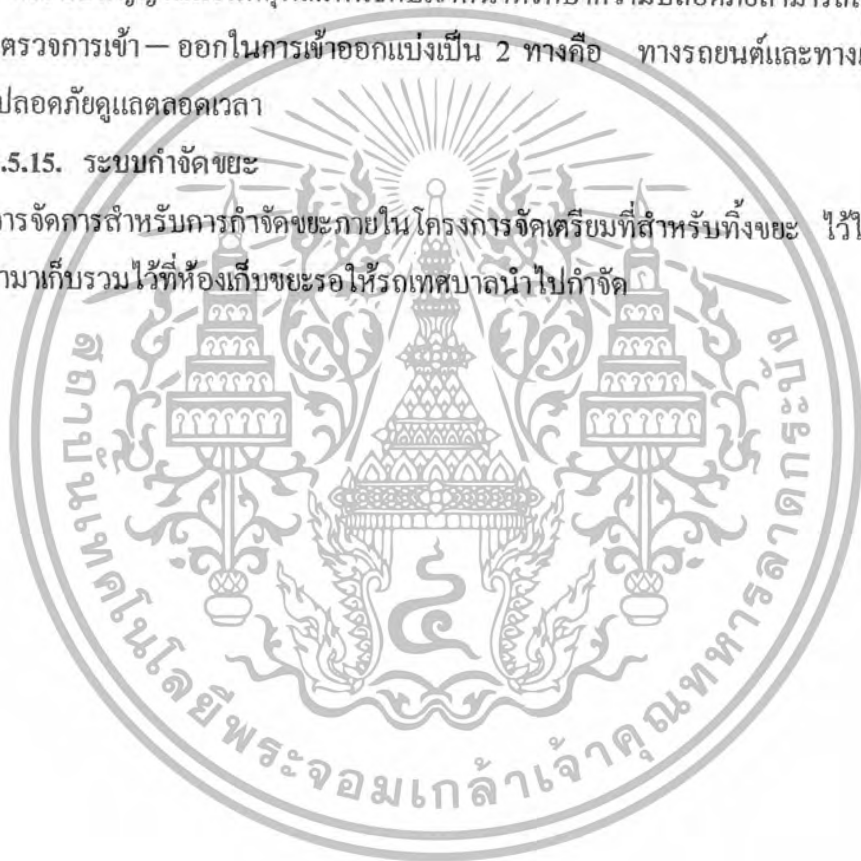 ตรวจการเข้า – ออกในการเข้าออกแบ่งเป็น 2 ทางคือ ทางรถยนต์และทาง
ปลอดภัยดูแลตลอดเวลา
.5.15. ระบบกำจัดขยะ
ารจัดการสำหรับการกำจัดขยะภายในโครงการจัดเตรียมที่สำหรับทิ้งขยะ ไว้
ามาเก็บรวมไว้ที่ห้องเก็บขยะรอให้รถเทศบาลนำไปกำจัด
สถาบันเทคโนโลยีพระจอมเกล้าเจ้าคุณทหารลาดกระบัง